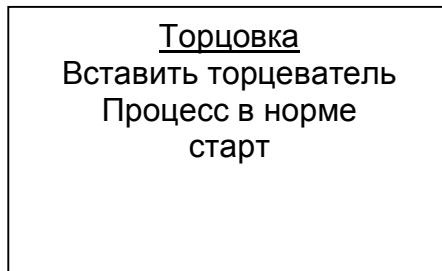 Торцовка
Вставить торцеватель
Процесс в норме
старт